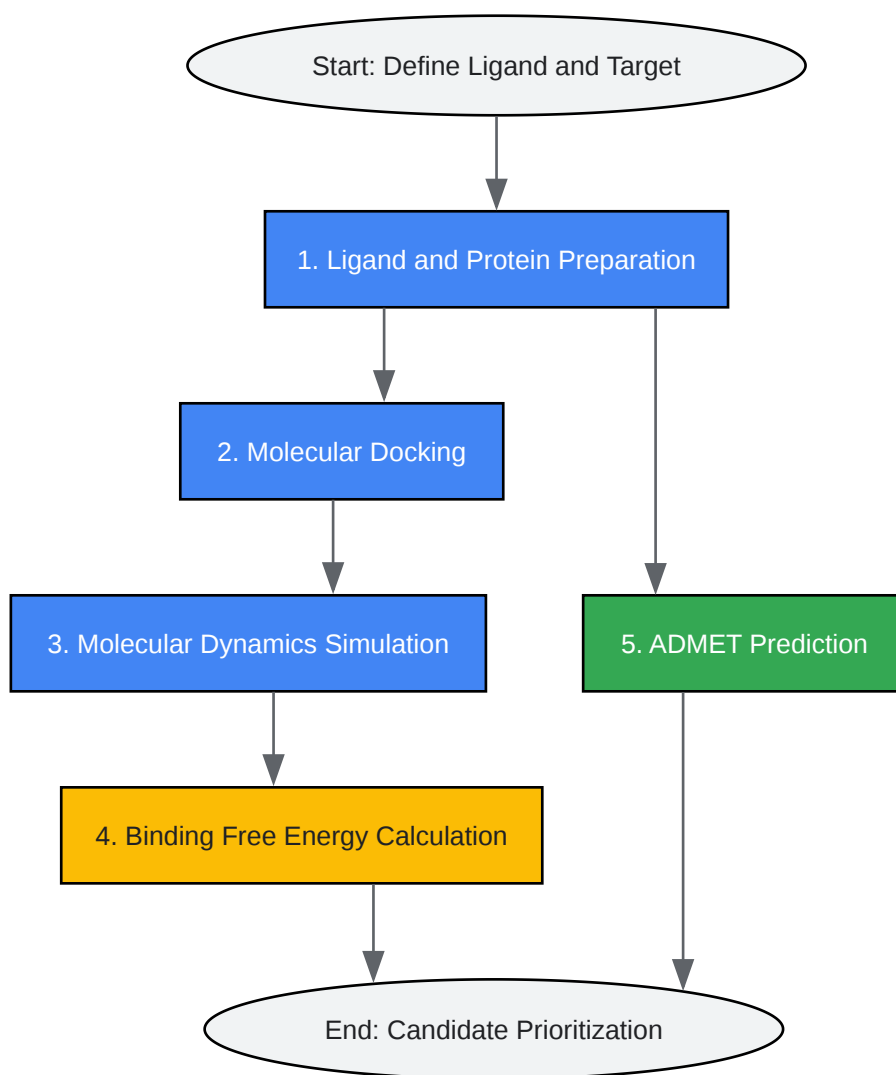 Start: Define Ligand and Target
1. Ligand and Protein Preparation
2. Molecular Docking
3. Molecular Dynamics Simulation
5. ADMET Prediction
4. Binding Free Energy Calculation
End: Candidate Prioritization